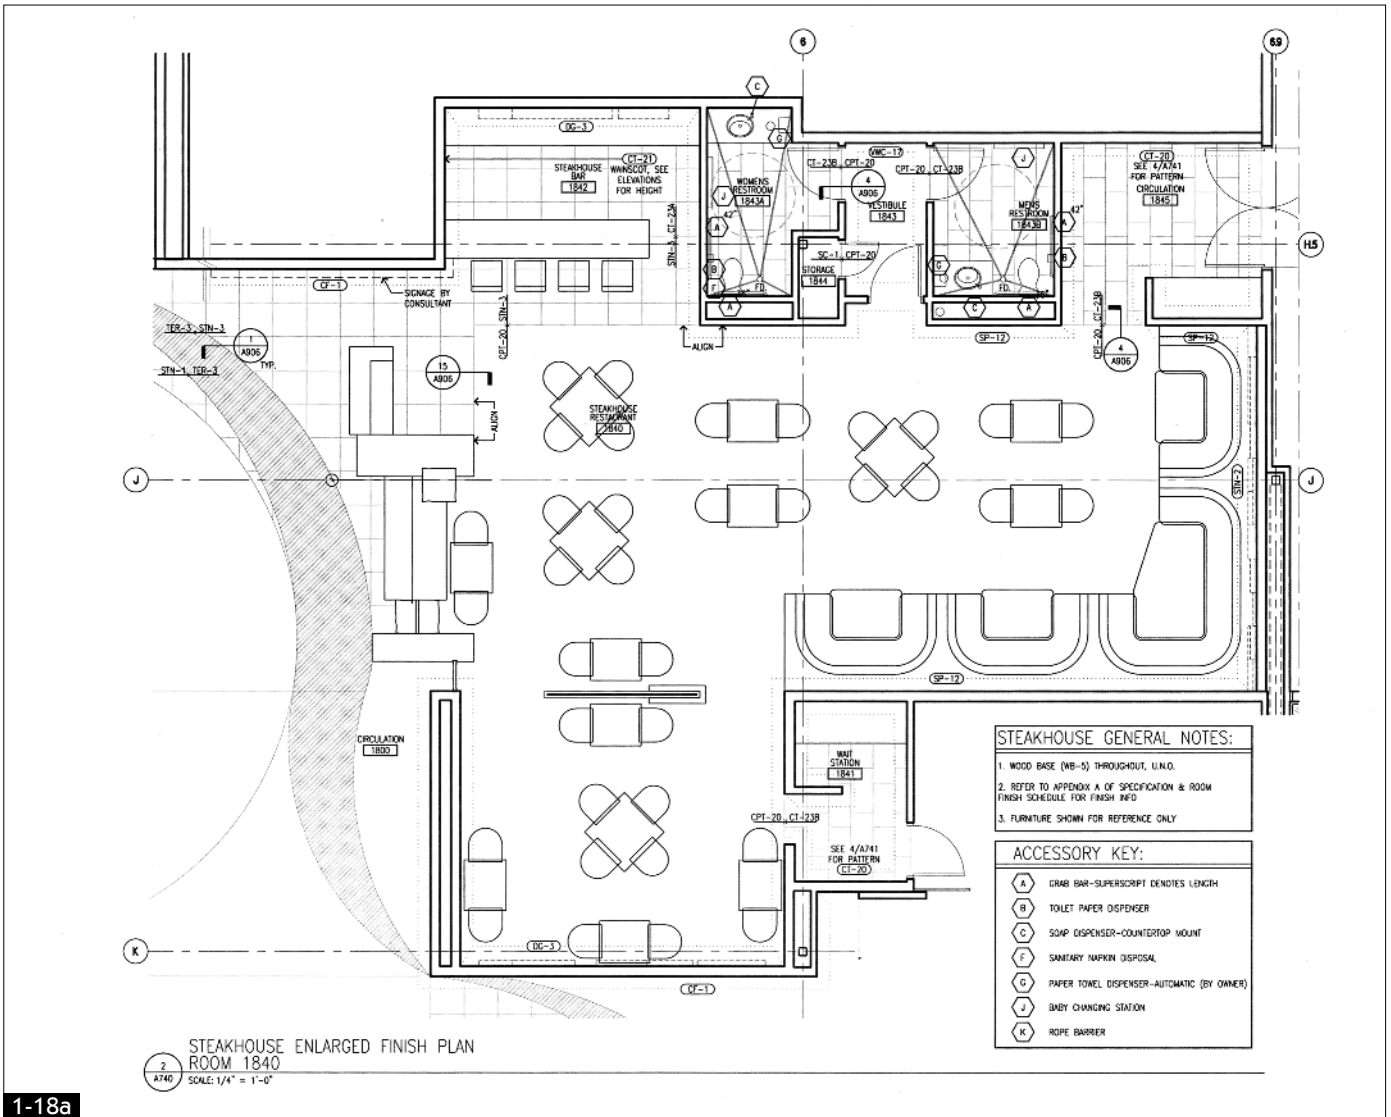 6
6.9
C
DG-3
G
VWC-17
CT-21
STEAKHOUSE
BAR
1842
WAINSCOT, SEE
ELEVATIONS
FOR HEIGHT
CT-23B, CPT-20
CPT-20, CT-23B
J
CT-20
SEE 4/A741
FOR PATTERN
CIRCULATION
1845
4
A906
WOMENS
RESTROOM
1843A
J
VESTIBULE
1843
MENS
RESTROOM
1843B
42"
A
42"
A
STN-3, CT-23A
H.5
SC-1, CPT-20
STORAGE
1844
B
F
FD.
G
FD.
B
CF-1
SIGNAGE BY
CONSULTANT
A
C
A
CPT-20, STN-3
CPT-20, CT-23B
TER-3, STN-3
1
A906
TYP.
STN-1, TER-3
ALIGN
SP-12
SP-12
4
A906
15
A906
ALIGN
STEAKHOUSE
RESTAURANT
1840
J
STN-2
J
SP-12
CIRCULATION
1800
WAIT
STATION
1841
CPT-20, CT-23B
SEE 4/A741
FOR PATTERN
CT-20
DG-3
K
CF-1
STEAKHOUSE GENERAL NOTES:
1. WOOD BASE (WB-5) THROUGHOUT, U.N.O.
2. REFER TO APPENDIX A OF SPECIFICATION & ROOM
FINISH SCHEDULE FOR FINISH INFO
3. FURNITURE SHOWN FOR REFERENCE ONLY
ACCESSORY KEY:
A GRAB BAR-SUPERSCRIPT DENOTES LENGTH
B TOILET PAPER DISPENSER
C SOAP DISPENSER-COUNTERTOP MOUNT
F SANITARY NAPKIN DISPOSAL
G PAPER TOWEL DISPENSER-AUTOMATIC (BY OWNER)
J BABY CHANGING STATION
K ROPE BARRIER
2
A740
STEAKHOUSE ENLARGED FINISH PLAN
ROOM 1840
SCALE: 1/4" = 1'-0"
1-18a